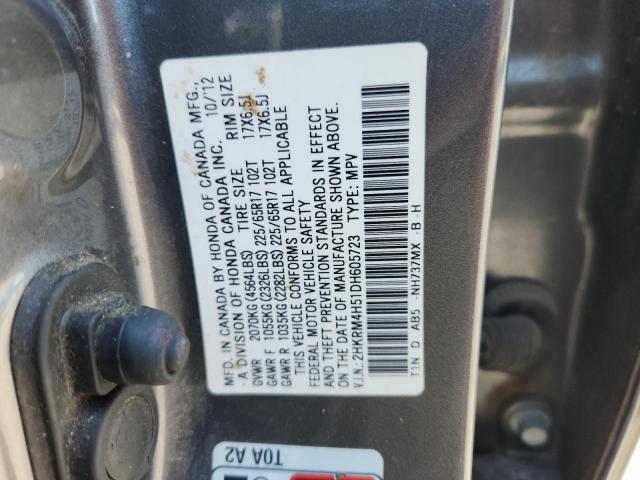 MFD. IN CANADA BY HONDA OF CANADA MFG.,
A DIVISION OF HONDA CANADA INC. 10/'12
TIRE SIZE RIM SIZE
GVWR 2070KG(4564LBS)
GAWR F 1055KG(2326LBS) 225/65R17 102T 17X6.5J
GAWR R 1035KG(2282LBS) 225/65R17 102T 17X6.5J
THIS VEHICLE CONFORMS TO ALL APPLICABLE
FEDERAL MOTOR VEHICLE SAFETY
AND THEFT PREVENTION STANDARDS IN EFFECT
ON THE DATE OF MANUFACTURE SHOWN ABOVE.
V.I.N.: 2HKRM4H51DH605723 TYPE: MPV
T1N D AB5 -NH737MX -B -H
T0A A2